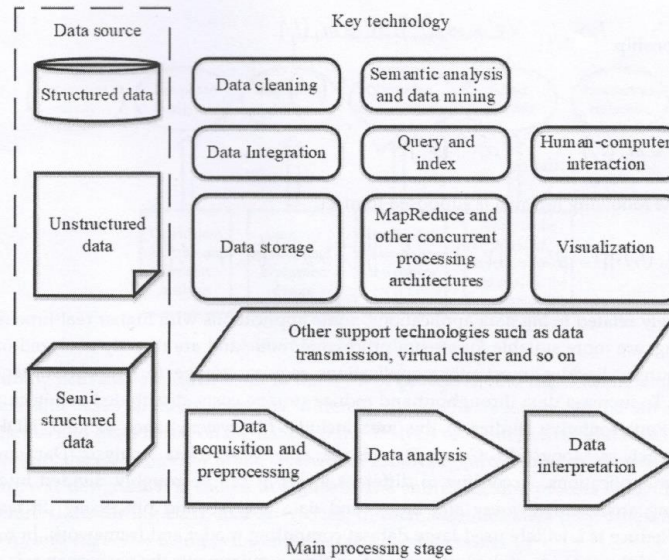 Data source
Key technology
Structured data
Data cleaning
Semantic analysis
and data mining
Data Integration
Query and
index
Human-computer
interaction
Unstructured
data
Data storage
MapReduce and
other concurrent
processing
architectures
Visualization
Other support technologies sch as data
transmission, virtual cluster and so on
Semi-
structured
data
Data
acquisition and
preprocessing
Data analysis
Data
interpretation
Main processing stage